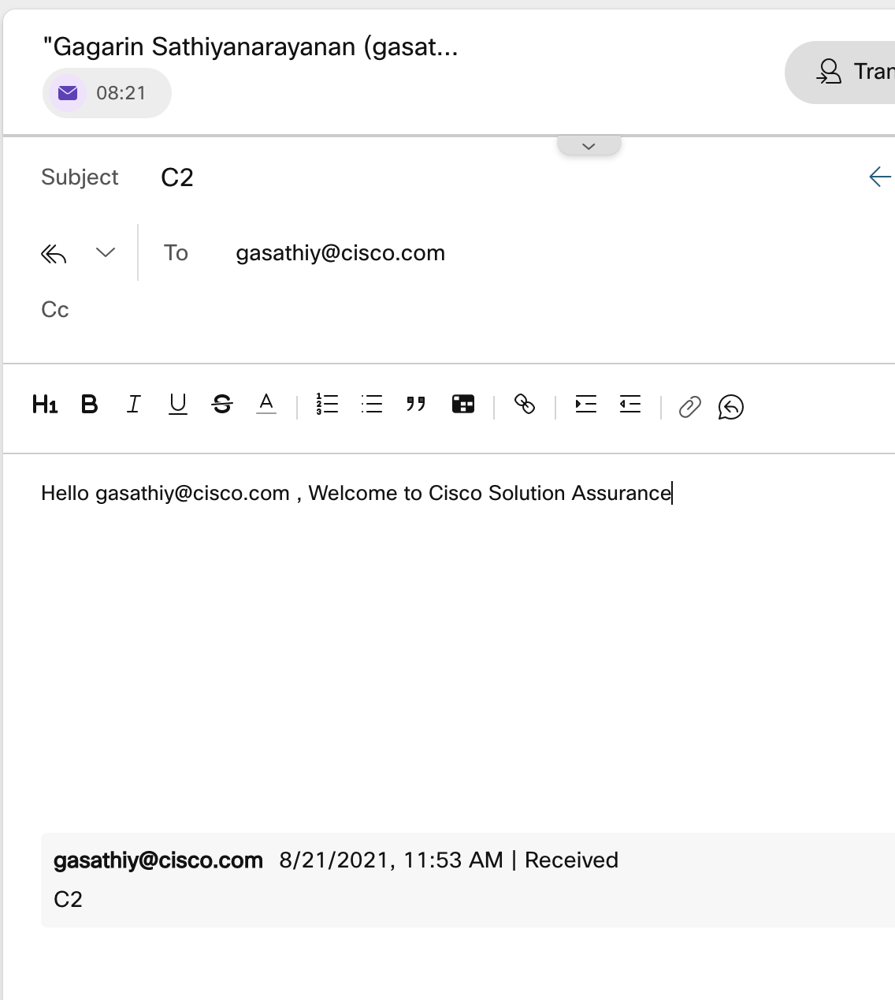 "Gagarin Sathiyanarayanan (gasat...
08:21
Tran
Subject C2
To gasathiy@cisco.com
Cc
H1 B I U S A
Hello gasathiy@cisco.com , Welcome to Cisco Solution Assurance
gasathiy@cisco.com 8/21/2021, 11:53 AM | Received
C2